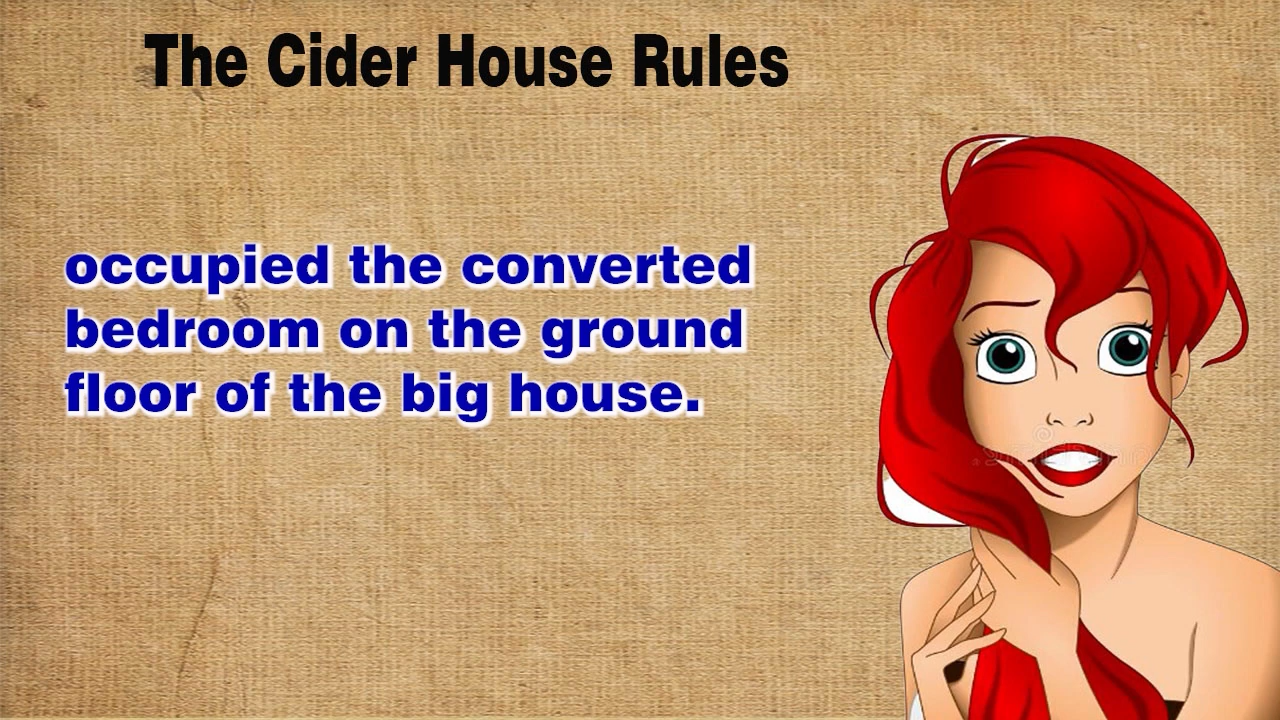 The Cider House Rules
occupied the converted
bedroom on the ground
floor of the big house.